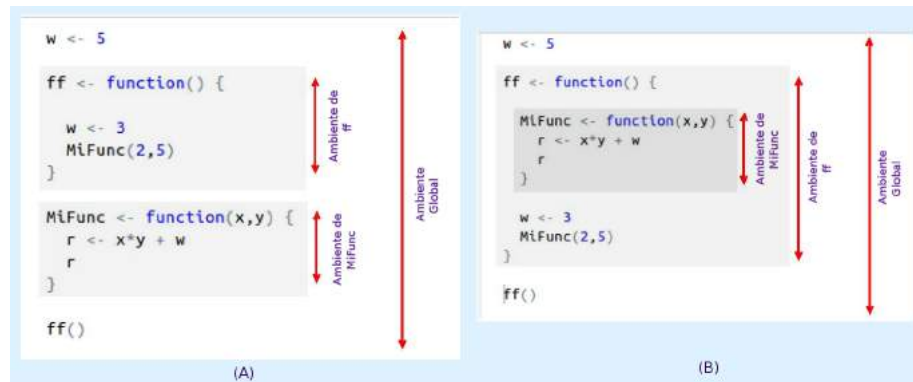 w <- 5
ff <- function() {
w <- 3
MiFunc(2,5)
}
MiFunc <- function(x,y) {
r <- x*y + w
r
}
ff()
Ambiente de
ff
Ambiente de
MiFunc
Ambiente
Global
(A)
w <- 5
ff <- function() {
MiFunc <- function(x,y) {
r <- x*y + w
r
}
w <- 3
MiFunc(2,5)
}
ff()
Ambiente de
MiFunc
Ambiente de
ff
Ambiente
Global
(B)